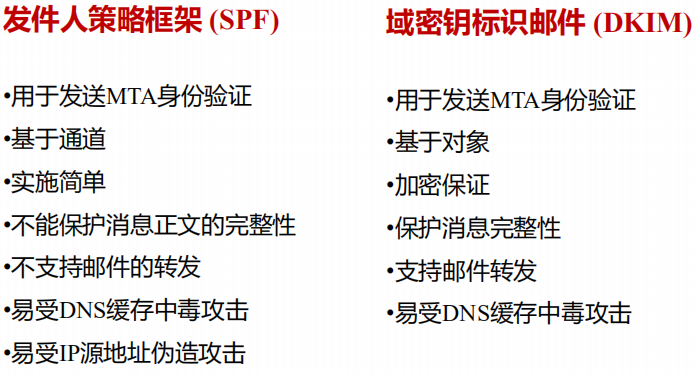 发件人策略框架 (SPF)
•用于发送MTA身份验证
•基于通道
•实施简单
•不能保护消息正文的完整性
•不支持邮件的转发
•易受DNS缓存中毒攻击
•易受IP源地址伪造攻击
域密钥标识邮件 (DKIM)
•用于发送MTA身份验证
•基于对象
•加密保证
•保护消息完整性
•支持邮件转发
•易受DNS缓存中毒攻击